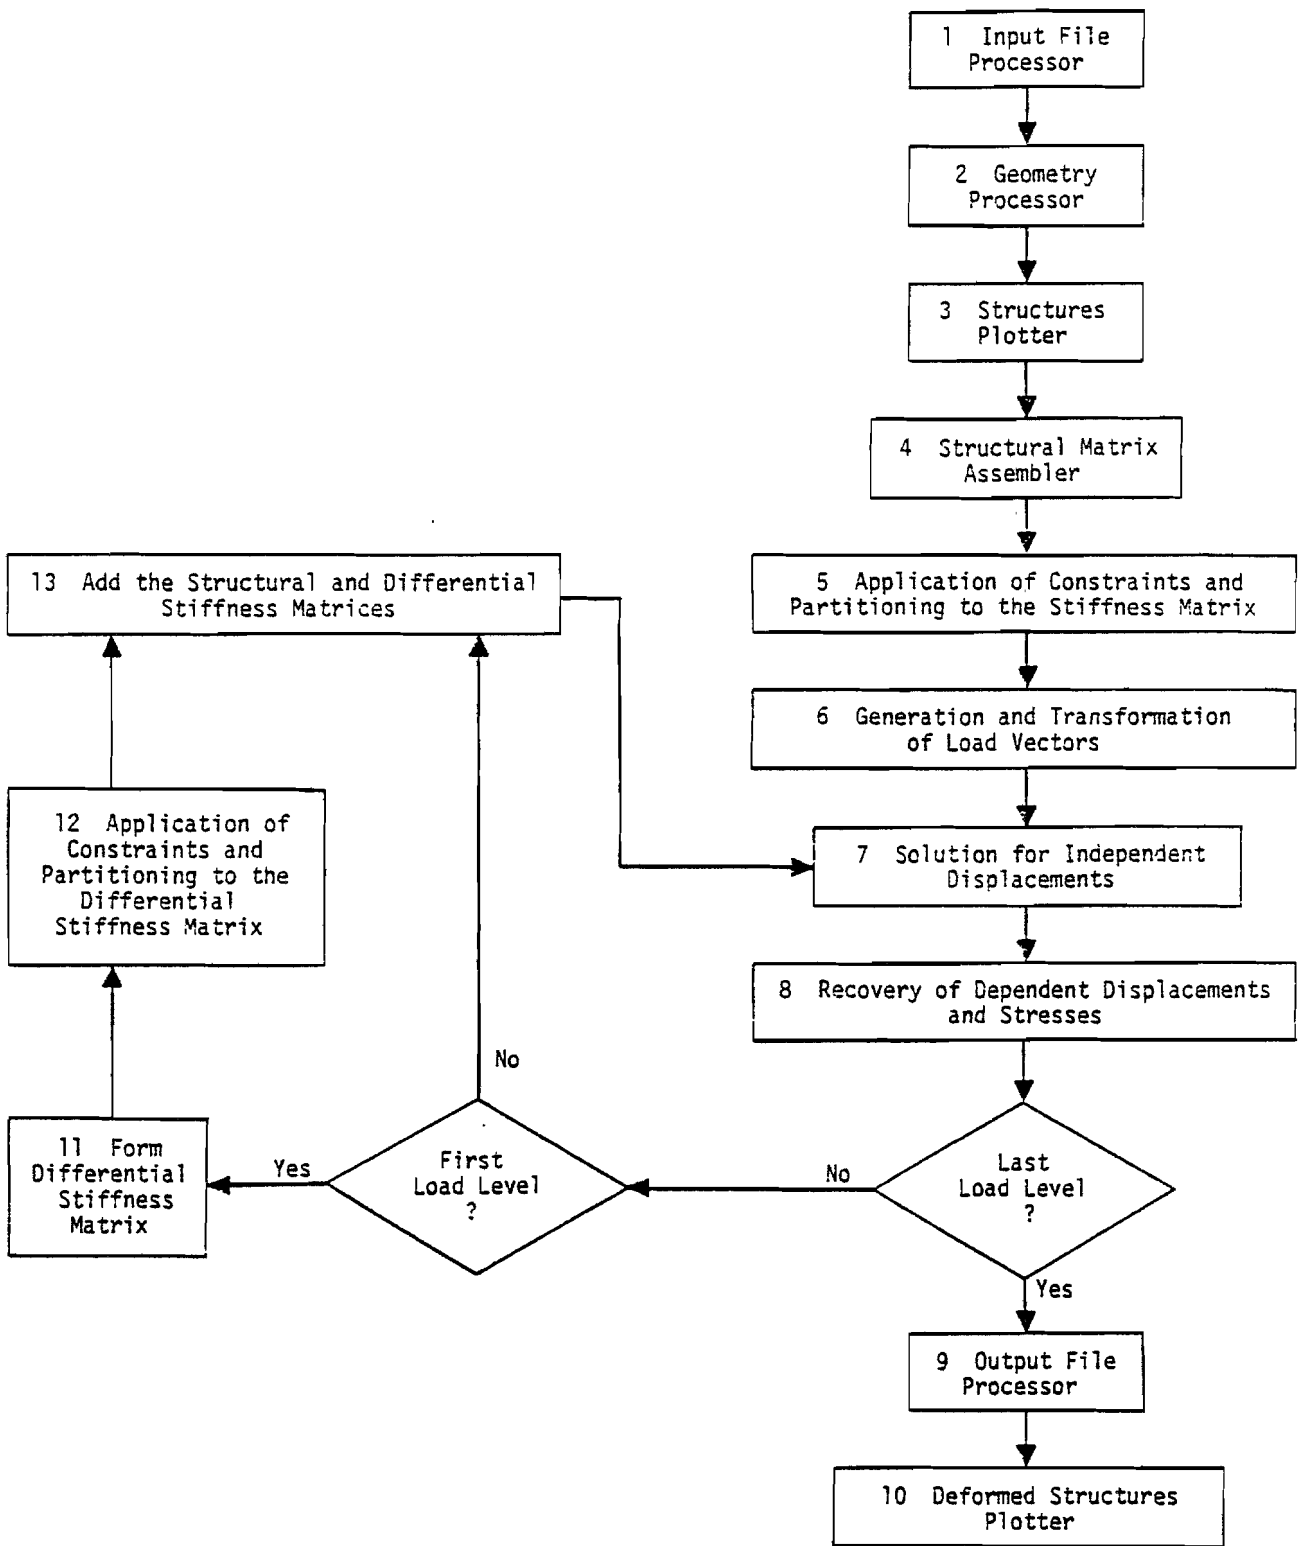 1 Input File
Processor
2 Geometry
Processor
3 Structures
Plotter
4 Structural Matrix
Assembler
5 Application of Constraints and
Partitioning to the Stiffness Matrix
6 Generation and Transformation
of Load Vectors
7 Solution for Independent
Displacements
8 Recovery of Dependent Displacements
and Stresses
Last
Load Level
?
Yes
No
9 Output File
Processor
10 Deformed Structures
Plotter
First
Load Level
?
Yes
No
11 Form
Differential
Stiffness
Matrix
12 Application of
Constraints and
Partitioning to the
Differential
Stiffness Matrix
13 Add the Structural and Differential
Stiffness Matrices